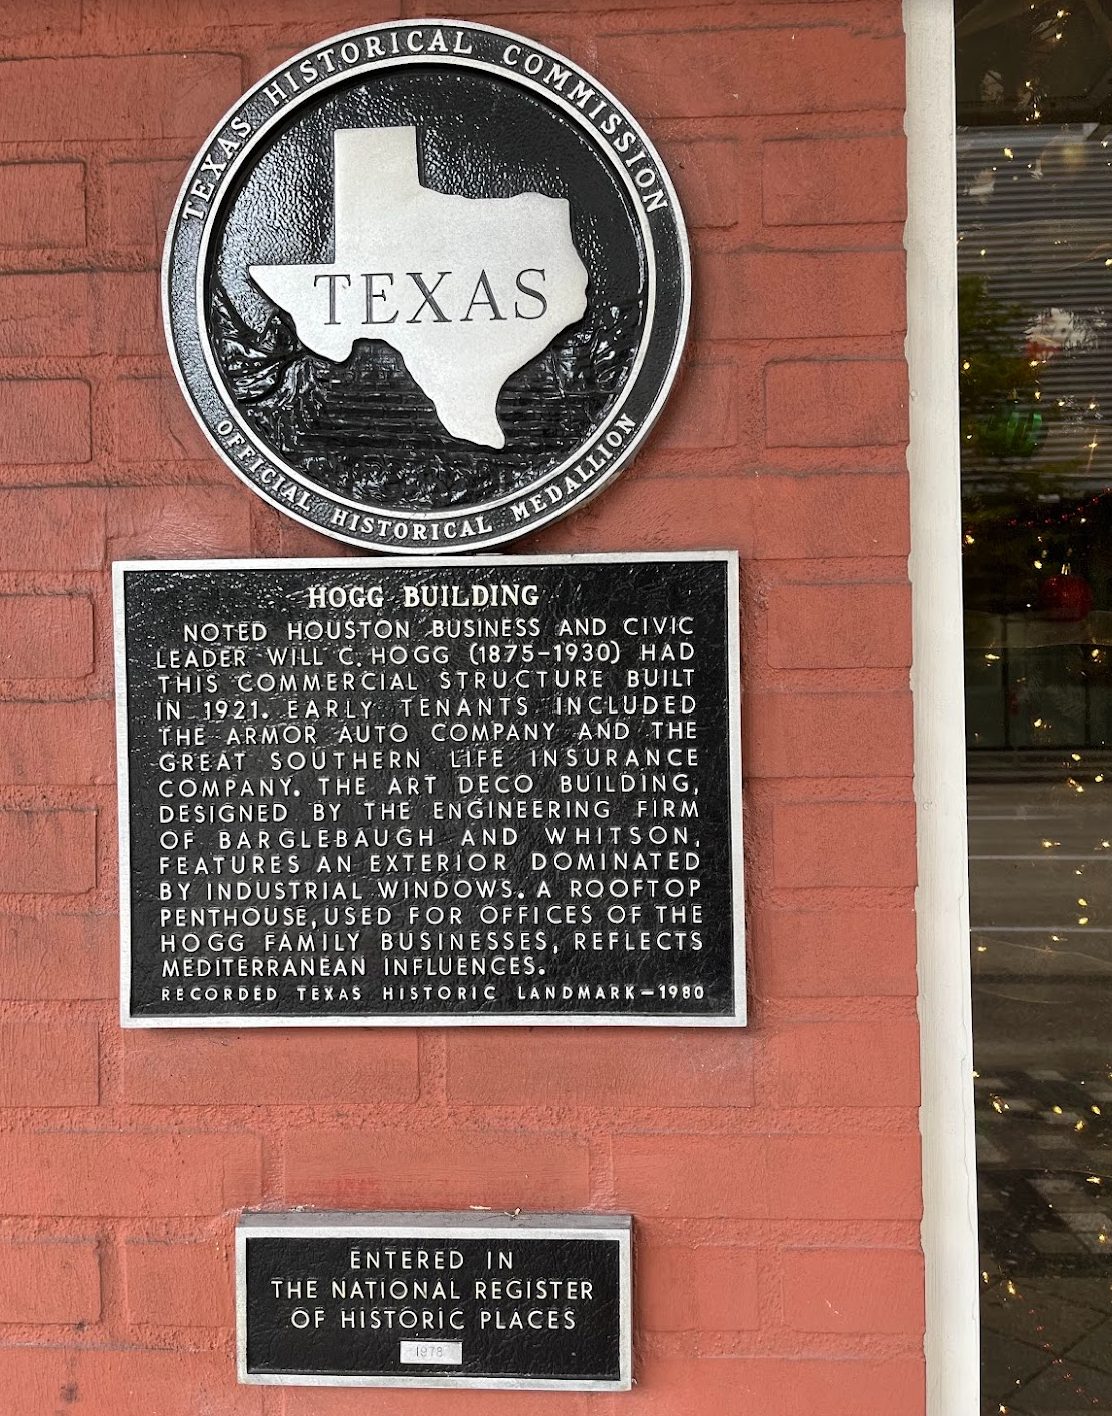 TEXAS HISTORICAL COMMISSION
TEXAS
OFFICIAL HISTORICAL MEDALLION
HOGG BUILDING
NOTED HOUSTON BUSINESS AND CIVIC
LEADER WILL C. HOGG (1875-1930) HAD
THIS COMMERCIAL STRUCTURE BUILT
IN 1921. EARLY TENANTS INCLUDED
THE ARMOR AUTO COMPANY AND THE
GREAT SOUTHERN LIFE INSURANCE
COMPANY. THE ART DECO BUILDING,
DESIGNED BY THE ENGINEERING FIRM
OF BARGLEBAUGH AND WHITSON,
FEATURES AN EXTERIOR DOMINATED
BY INDUSTRIAL WINDOWS. A ROOFTOP
PENTHOUSE, USED FOR OFFICES OF THE
HOGG FAMILY BUSINESSES, REFLECTS
MEDITERRANEAN INFLUENCES.
RECORDED TEXAS HISTORIC LANDMARK—1980
ENTERED IN
THE NATIONAL REGISTER
OF HISTORIC PLACES
1978